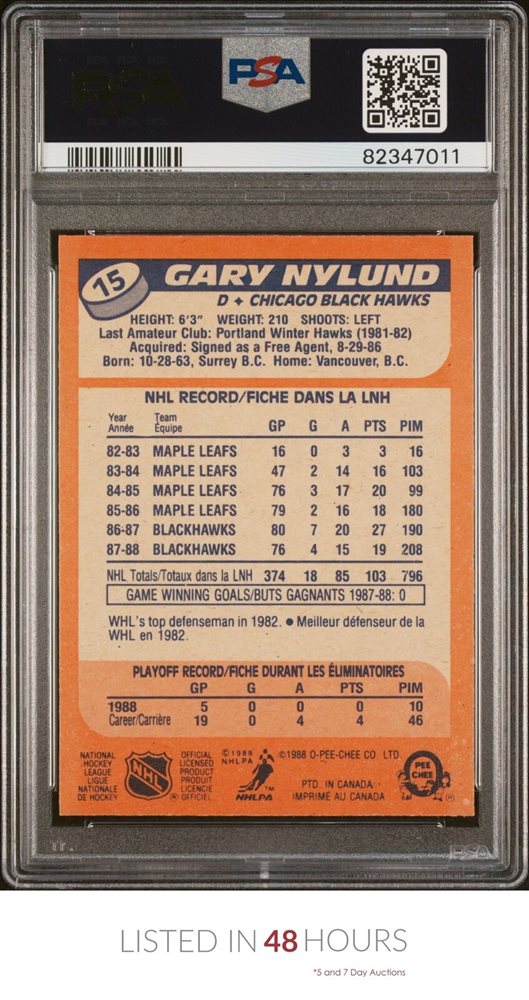 PSA
82347011
15 GARY NYLUND
D ♦ CHICAGO BLACK HAWKS
HEIGHT: 6'3" WEIGHT: 210 SHOOTS: LEFT
Last Amateur Club: Portland Winter Hawks (1981-82)
Acquired: Signed as a Free Agent, 8-29-86
Born: 10-28-63, Surrey B.C. Home: Vancouver, B.C.
NHL RECORD/FICHE DANS LA LNH
Year Team
Année Équipe GP G A PTS PIM
82-83 MAPLE LEAFS 16 0 3 3 16
83-84 MAPLE LEAFS 47 2 14 16 103
84-85 MAPLE LEAFS 76 3 17 20 99
85-86 MAPLE LEAFS 79 2 16 18 180
86-87 BLACKHAWKS 80 7 20 27 190
87-88 BLACKHAWKS 76 4 15 19 208
NHL Totals/Totaux dans la LNH 374 18 85 103 796
GAME WINNING GOALS/BUTS GAGNANTS 1987-88: 0
WHL's top defenseman in 1982. ● Meilleur défenseur de la
WHL en 1982.
PLAYOFF RECORD/FICHE DURANT LES ÉLIMINATOIRES
GP G A PTS PIM
1988 5 0 0 0 10
Career/Carrière 19 0 4 4 46
NATIONAL
HOCKEY
LEAGUE
LIGUE
NATIONALE
DE HOCKEY
NHL
OFFICIAL
LICENSED
PRODUCT
PRODUIT
LICENCIÉ
OFFICIEL
©1988
NHLPA
NHLPA
©1988 O-PEE-CHEE CO. LTD.
PTD. IN CANADA
IMPRIMÉ AU CANADA
O
PEE
CHEE
PSA
LISTED IN 48 HOURS
*5 and 7 Day Auctions